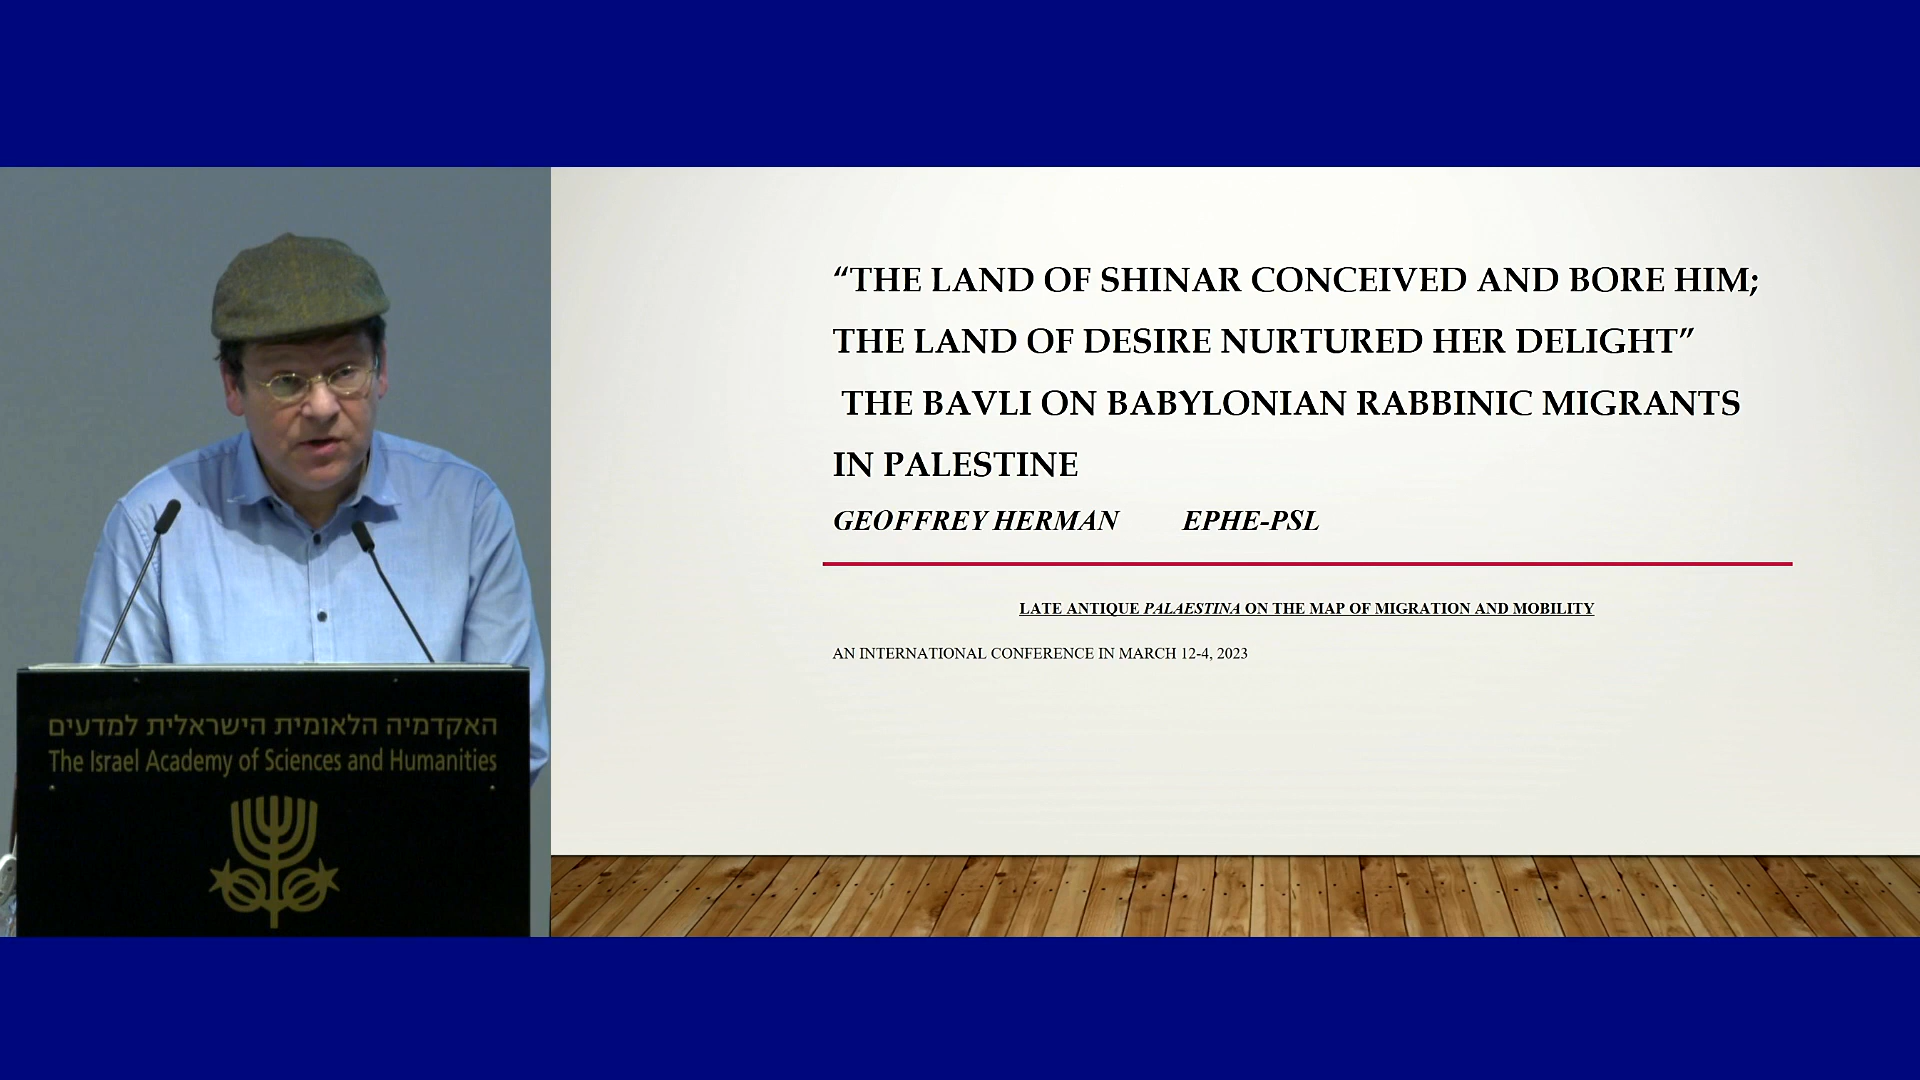 “THE LAND OF SHINAR CONCEIVED AND BORE HIM;
THE LAND OF DESIRE NURTURED HER DELIGHT”
THE BAVLI ON BABYLONIAN RABBINIC MIGRANTS
IN PALESTINE
GEOFFREY HERMAN EPHE-PSL
LATE ANTIQUE PALAESTINA ON THE MAP OF MIGRATION AND MOBILITY
AN INTERNATIONAL CONFERENCE IN MARCH 12-4, 2023
האקדמיה הלאומית הישראלית למדעים
The Israel Academy of Sciences and Humanities